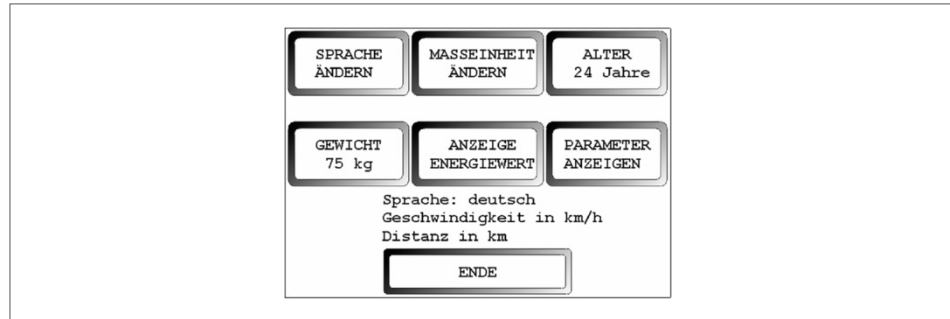 SPRACHE
ÄNDERN
MASSEINHEIT
ÄNDERN
ALTER
24 Jahre
GEWICHT
75 kg
ANZEIGE
ENERGIEWERT
PARAMETER
ANZEIGEN
Sprache: deutsch
Geschwindigkeit in km/h
Distanz in km
ENDE